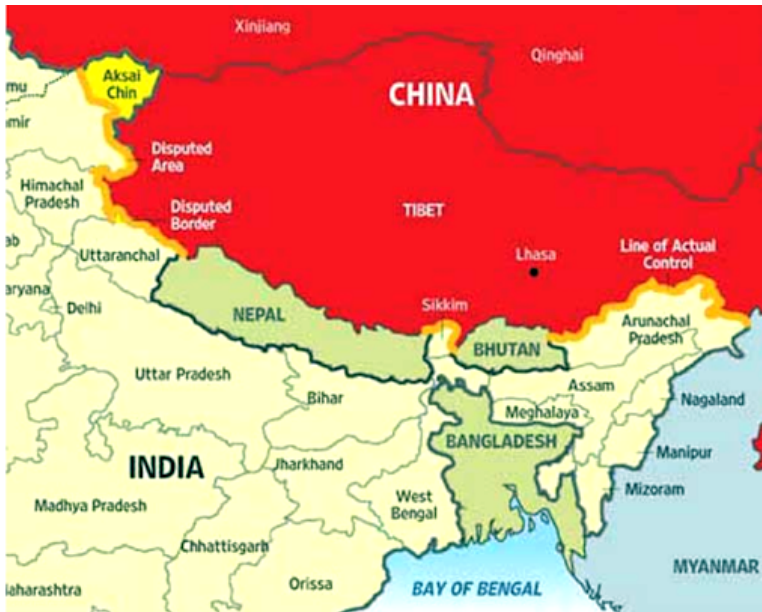 Xinjiang
Qinghai
Aksai
Chin
mu
mir
CHINA
Disputed
Area
Himachal
Pradesh
Disputed
Border
TIBET
Lhasa
Line of Actual
Control
ab
Uttaranchal
aryana
Delhi
NEPAL
Sikkim
BHUTAN
Arunachal
Pradesh
Uttar Pradesh
Bihar
Assam
Nagaland
Meghalaya
BANGLADESH
Manipur
INDIA
Jharkhand
Mizoram
Madhya Pradesh
West
Bengal
Chhattisgarh
MYANMAR
laharashtra
Orissa
BAY OF BENGAL